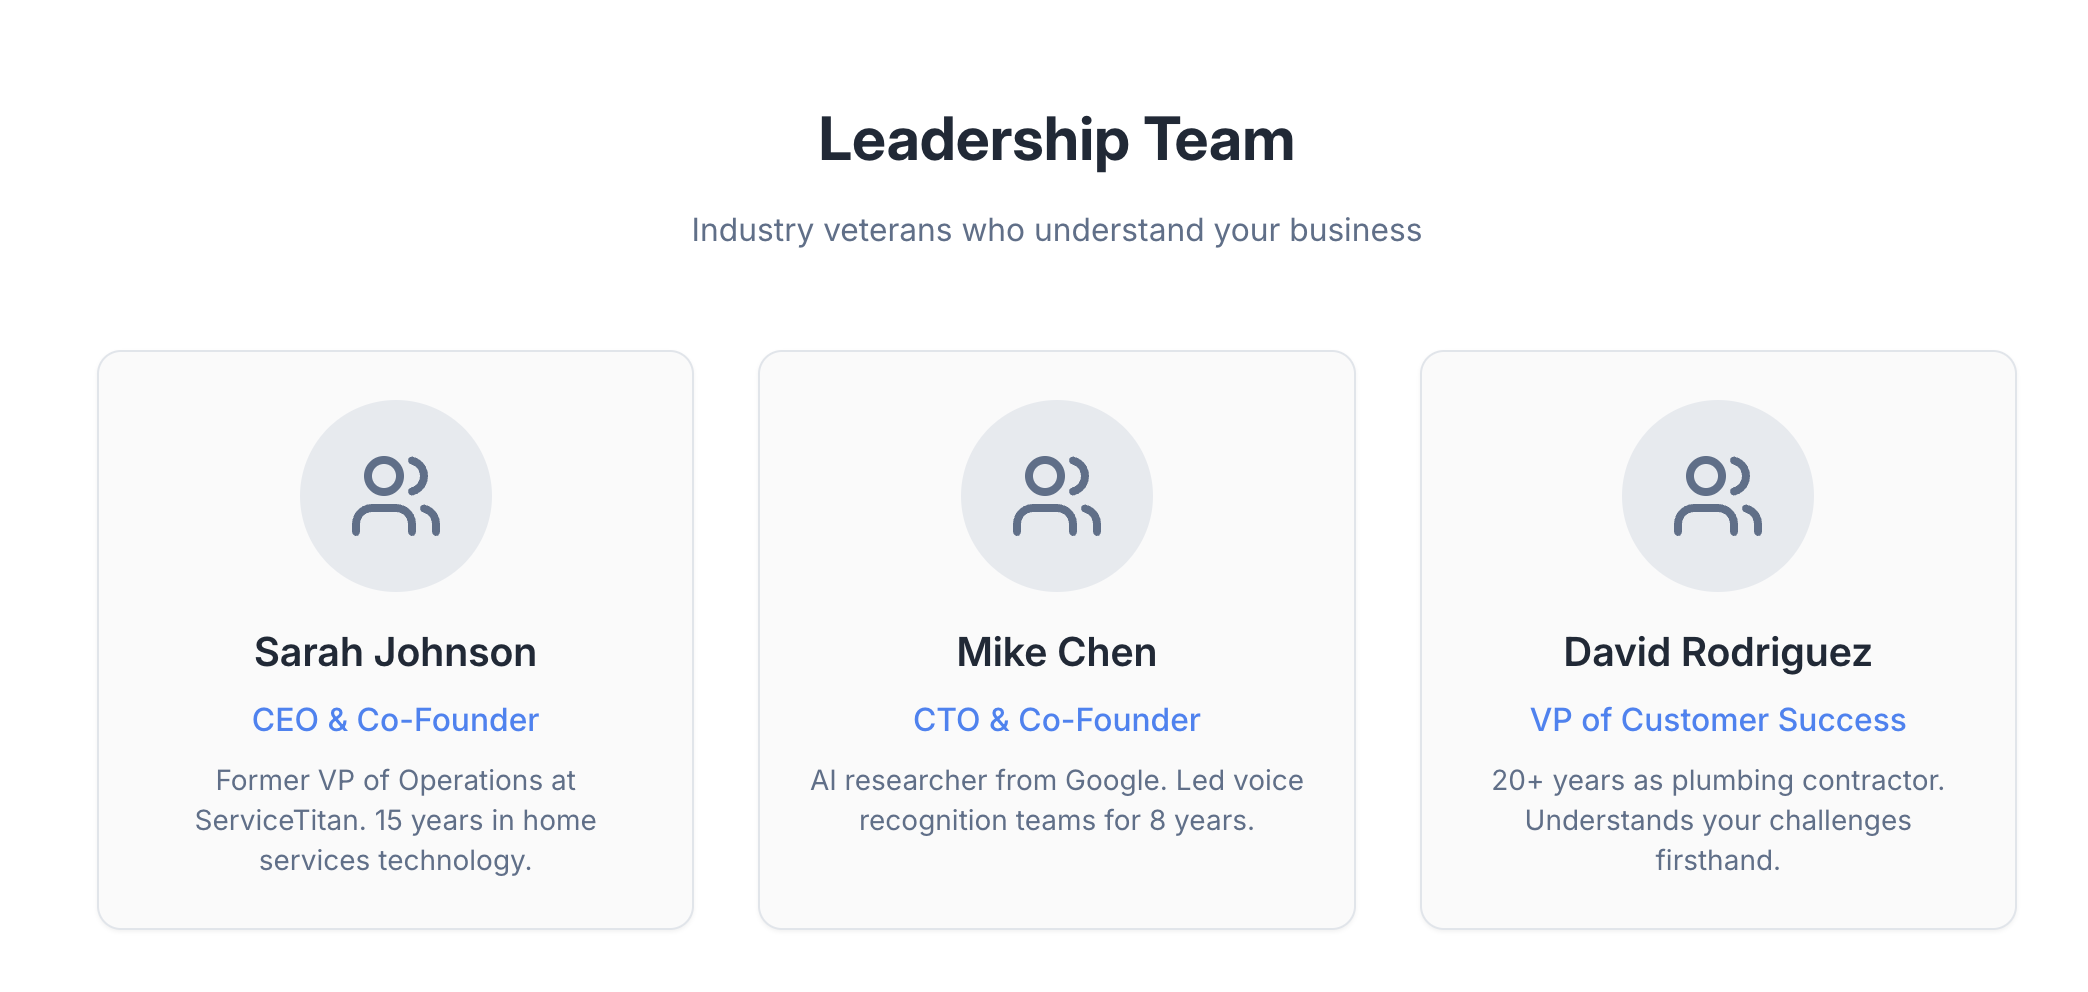 Leadership Team
Industry veterans who understand your business
Sarah Johnson
CEO & Co-Founder
Former VP of Operations at
ServiceTitan. 15 years in home
services technology.
Mike Chen
CTO & Co-Founder
AI researcher from Google. Led voice
recognition teams for 8 years.
David Rodriguez
VP of Customer Success
20+ years as plumbing contractor.
Understands your challenges
firsthand.